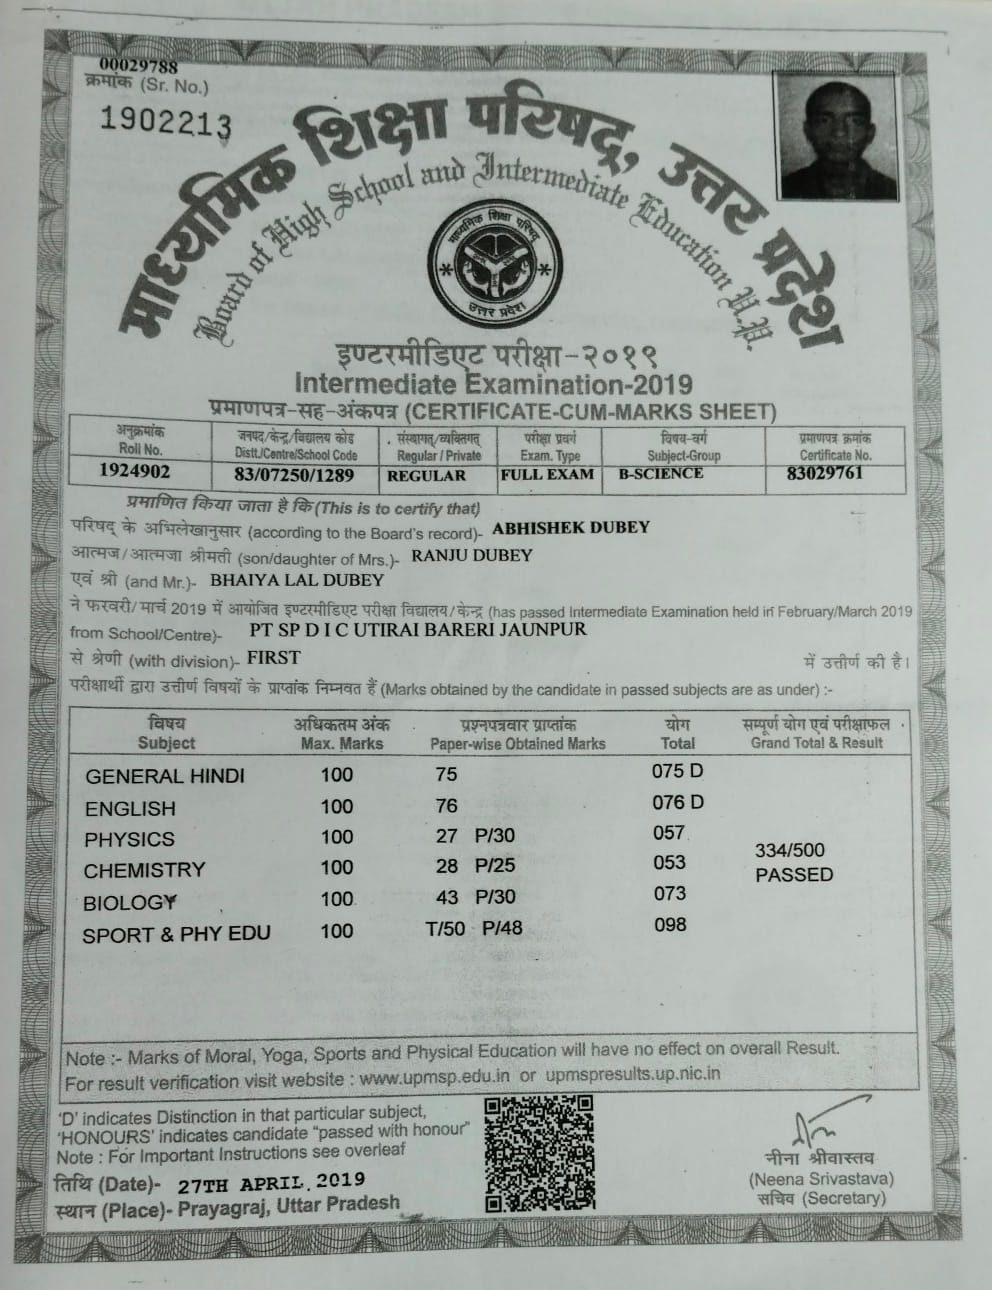 00029788
क्रमांक (Sr. No.)
1902213
माध्यमिक शिक्षा परिषद्, उत्तर प्रदेश
Board of High School and Intermediate Education U.P.
माध्यमिक शिक्षा परिषद्
उत्तर प्रदेश
इण्टरमीडिएट परीक्षा-२०१९
Intermediate Examination-2019
प्रमाणपत्र-सह-अंकपत्र (CERTIFICATE-CUM-MARKS SHEET)
अनुक्रमांक जनपद/केन्द्र/विद्यालय कोड संस्थागत/व्यक्तिगत परीक्षा प्रवर्ग विषय-वर्ग प्रमाणपत्र क्रमांक
Roll No. Distt./Centre/School Code Regular / Private Exam. Type Subject-Group Certificate No.
1924902 83/07250/1289 REGULAR FULL EXAM B-SCIENCE 83029761
प्रमाणित किया जाता है कि (This is to certify that)
परिषद् के अभिलेखानुसार (according to the Board's record)- ABHISHEK DUBEY
आत्मज/आत्मजा श्रीमती (son/daughter of Mrs.)- RANJU DUBEY
एवं श्री (and Mr.)- BHAIYA LAL DUBEY
ने फरवरी/मार्च 2019 में आयोजित इण्टरमीडिएट परीक्षा विद्यालय/केन्द्र (has passed Intermediate Examination held in February/March 2019
from School/Centre)- PT SP D I C UTIRAI BARERI JAUNPUR
से श्रेणी (with division)- FIRST में उत्तीर्ण की है।
परीक्षार्थी द्वारा उत्तीर्ण विषयों के प्राप्तांक निम्नवत हैं (Marks obtained by the candidate in passed subjects are as under) :-
विषय अधिकतम अंक प्रश्नपत्रवार प्राप्तांक योग सम्पूर्ण योग एवं परीक्षाफल
Subject Max. Marks Paper-wise Obtained Marks Total Grand Total & Result
GENERAL HINDI 100 75 075 D
ENGLISH 100 76 076 D
PHYSICS 100 27 P/30 057
334/500
CHEMISTRY 100 28 P/25 053
PASSED
BIOLOGY 100 43 P/30 073
SPORT & PHY EDU 100 T/50 P/48 098
Note :- Marks of Moral, Yoga, Sports and Physical Education will have no effect on overall Result.
For result verification visit website : www.upmsp.edu.in or upmspresults.up.nic.in
'D' indicates Distinction in that particular subject,
'HONOURS' indicates candidate "passed with honour"
Note : For Important Instructions see overleaf
तिथि (Date)- 27TH APRIL, 2019
स्थान (Place)- Prayagraj, Uttar Pradesh
नीना श्रीवास्तव
(Neena Srivastava)
सचिव (Secretary)